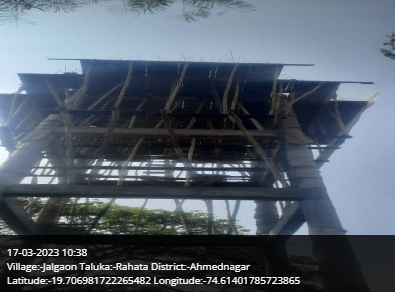 17-03-2023 10:38
Village:-Jalgaon Taluka:-Rahata District:-Ahmednagar
Latitude:-19.706981722265482 Longitude:-74.61401785723865